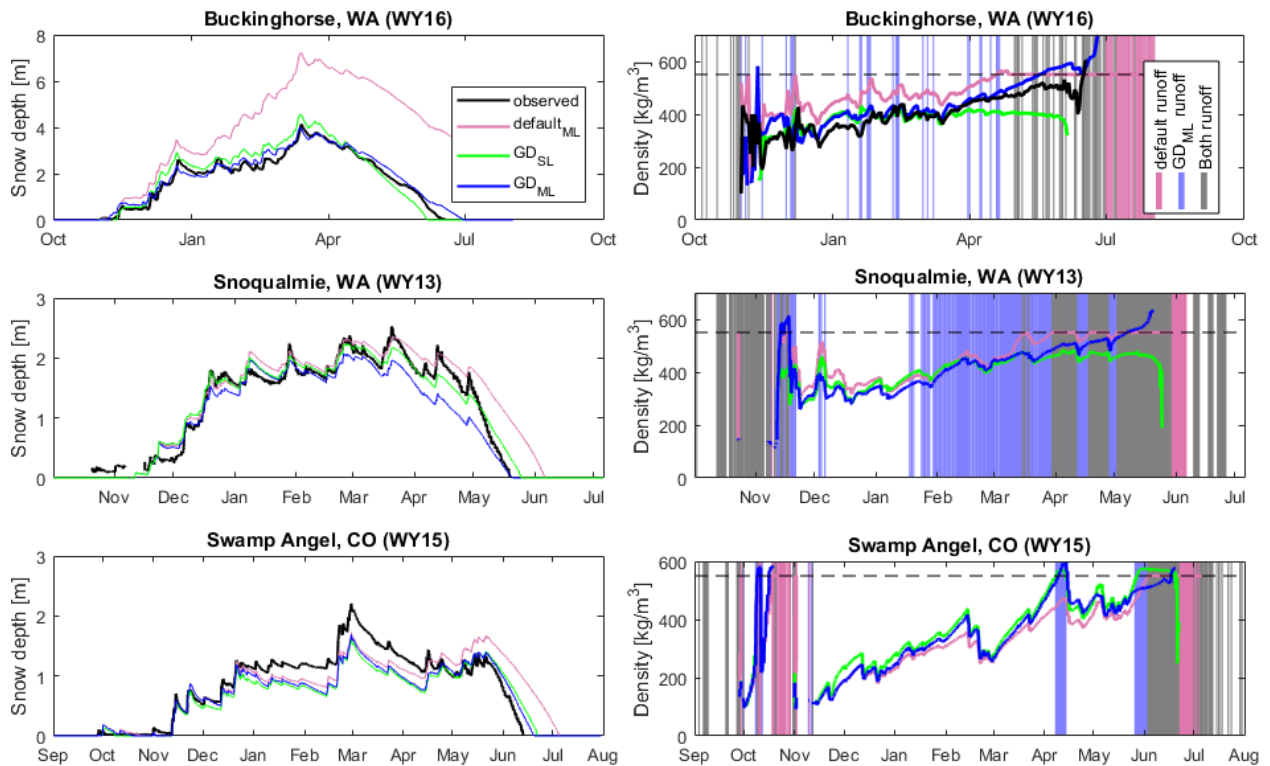 Buckinghorse, WA (WY16)
Snow depth [m]
8
6
4
2
0
Oct Jan Apr Jul Oct
observed
default_ML
GD_SL
GD_ML
Buckinghorse, WA (WY16)
Density [kg/m³]
600
400
200
0
Oct Jan Apr Jul Oct
default runoff
GD_ML runoff
Both runoff
Snoqualmie, WA (WY13)
Snow depth [m]
3
2
1
0
Nov Dec Jan Feb Mar Apr May Jun Jul
Snoqualmie, WA (WY13)
Density [kg/m³]
600
400
200
0
Nov Dec Jan Feb Mar Apr May Jun Jul
Swamp Angel, CO (WY15)
Snow depth [m]
3
2
1
0
Sep Oct Nov Dec Jan Feb Mar Apr May Jun Jul Aug
Swamp Angel, CO (WY15)
Density [kg/m³]
600
400
200
0
Sep Oct Nov Dec Jan Feb Mar Apr May Jun Jul Aug